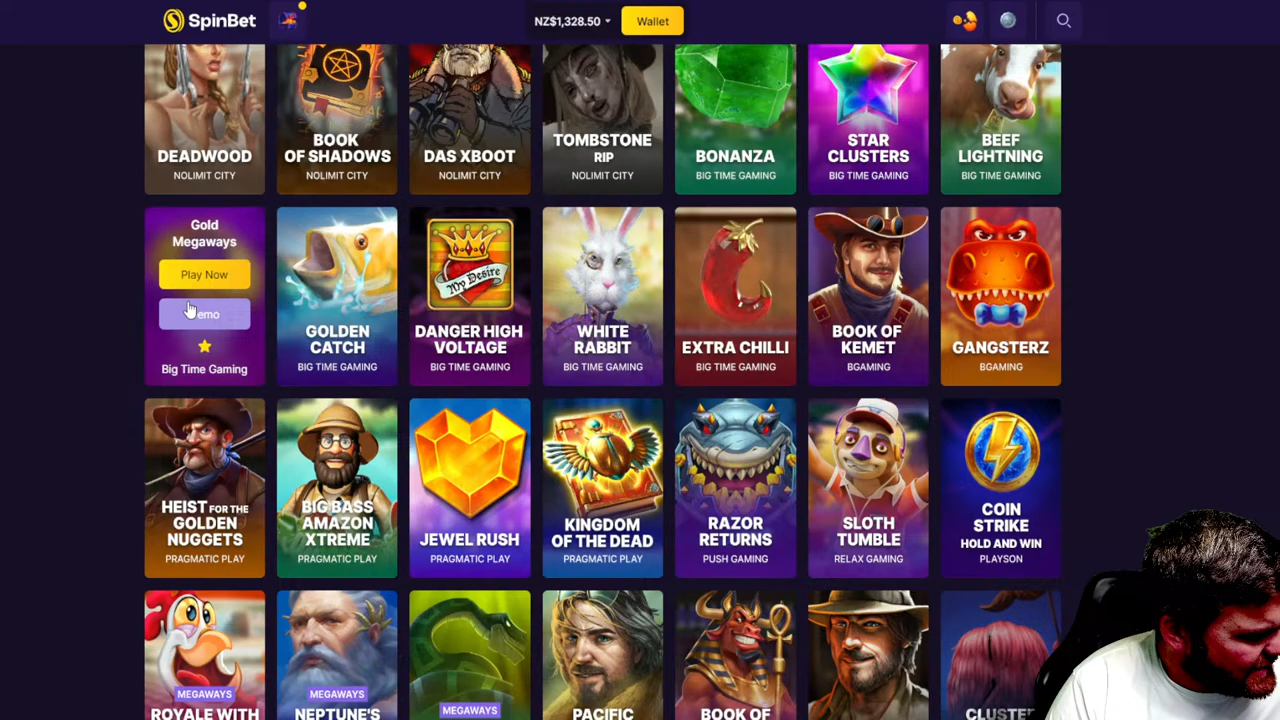 SpinBet
NZ$1,328.50
Wallet
DEADWOOD
NOLIMIT CITY
BOOK
OF SHADOWS
NOLIMIT CITY
DAS XBOOT
NOLIMIT CITY
TOMBSTONE
RIP
NOLIMIT CITY
BONANZA
BIG TIME GAMING
STAR
CLUSTERS
BIG TIME GAMING
BEEF
LIGHTNING
BIG TIME GAMING
Gold
Megaways
Play Now
Demo
Big Time Gaming
GOLDEN
CATCH
BIG TIME GAMING
My Desire
DANGER HIGH
VOLTAGE
BIG TIME GAMING
WHITE
RABBIT
BIG TIME GAMING
EXTRA CHILLI
BIG TIME GAMING
BOOK OF
KEMET
BGAMING
GANGSTERZ
BGAMING
HEIST FOR THE
GOLDEN
NUGGETS
PRAGMATIC PLAY
BIG BASS
AMAZON
XTREME
PRAGMATIC PLAY
JEWEL RUSH
PRAGMATIC PLAY
KINGDOM
OF THE DEAD
PRAGMATIC PLAY
RAZOR
RETURNS
PUSH GAMING
SLOTH
TUMBLE
RELAX GAMING
COIN
STRIKE
HOLD AND WIN
PLAYSON
MEGAWAYS
ROYALE WITH
MEGAWAYS
NEPTUNE'S
MEGAWAYS
PACIFIC
BOOK OF
CLUSTER